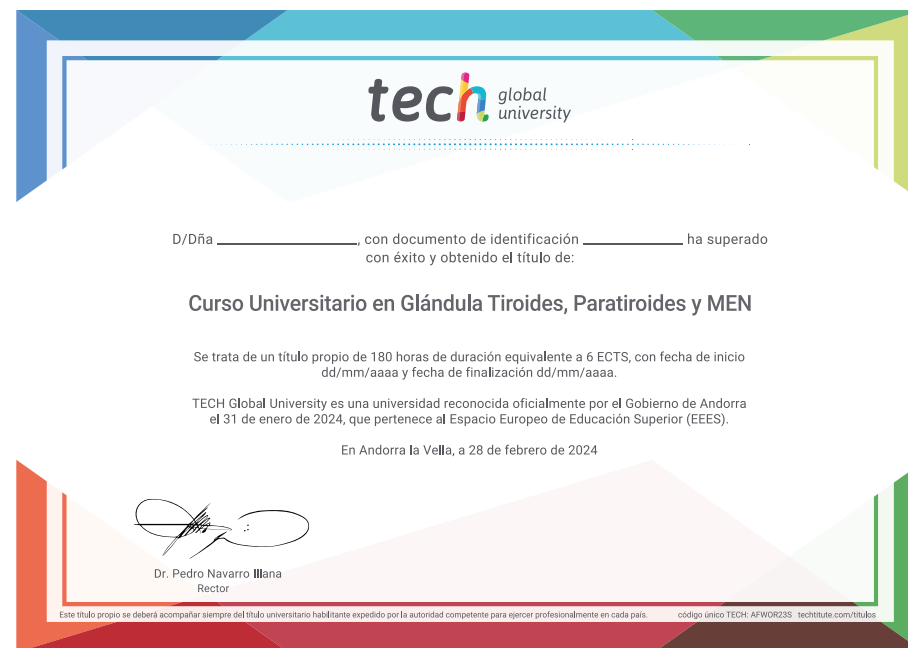 tech global university
D/Dña ________________, con documento de identificación ____________ ha superado
con éxito y obtenido el título de:
Curso Universitario en Glándula Tiroides, Paratiroides y MEN
Se trata de un título propio de 180 horas de duración equivalente a 6 ECTS, con fecha de inicio
dd/mm/aaaa y fecha de finalización dd/mm/aaaa.
TECH Global University es una universidad reconocida oficialmente por el Gobierno de Andorra
el 31 de enero de 2024, que pertenece al Espacio Europeo de Educación Superior (EEES).
En Andorra la Vella, a 28 de febrero de 2024
Dr. Pedro Navarro Illana
Rector
Este título propio se deberá acompañar siempre del título universitario habilitante expedido por la autoridad competente para ejercer profesionalmente en cada país. código único TECH: AFWOR23S techtitute.com/titulos